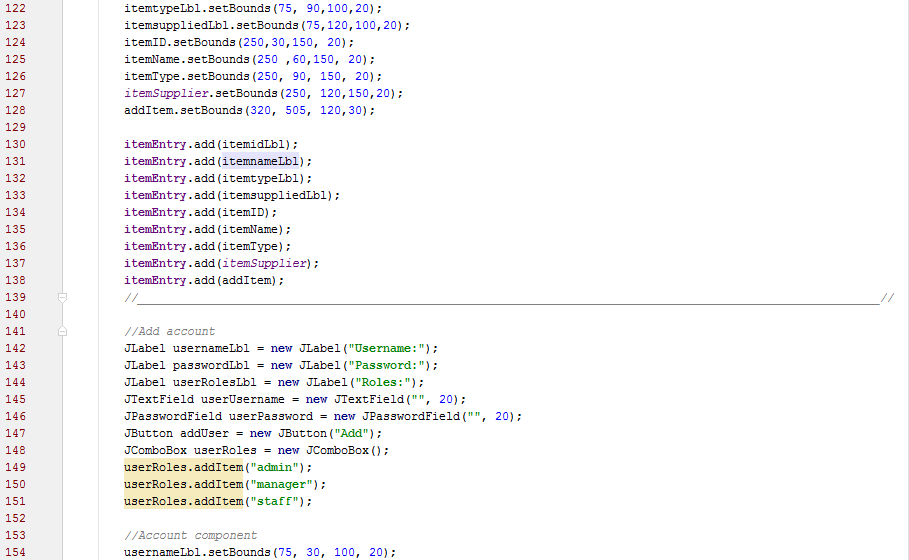 122 itemtypeLbl.setBounds(75, 90,100,20);
123 itemsuppliedLbl.setBounds(75,120,100,20);
124 itemID.setBounds(250,30,150, 20);
125 itemName.setBounds(250 ,60,150, 20);
126 itemType.setBounds(250, 90, 150, 20);
127 itemSupplier.setBounds(250, 120,150,20);
128 addItem.setBounds(320, 505, 120,30);
129
130 itemEntry.add(itemidLbl);
131 itemEntry.add(itemnameLbl);
132 itemEntry.add(itemtypeLbl);
133 itemEntry.add(itemsuppliedLbl);
134 itemEntry.add(itemID);
135 itemEntry.add(itemName);
136 itemEntry.add(itemType);
137 itemEntry.add(itemSupplier);
138 itemEntry.add(addItem);
139 //__________________________________________________________________________________________________________//
140
141 //Add account
142 JLabel usernameLbl = new JLabel("Username:");
143 JLabel passwordLbl = new JLabel("Password:");
144 JLabel userRolesLbl = new JLabel("Roles:");
145 JTextField userUsername = new JTextField("", 20);
146 JPasswordField userPassword = new JPasswordField("", 20);
147 JButton addUser = new JButton("Add");
148 JComboBox userRoles = new JComboBox();
149 userRoles.addItem("admin");
150 userRoles.addItem("manager");
151 userRoles.addItem("staff");
152
153 //Account component
154 usernameLbl.setBounds(75, 30, 100, 20);